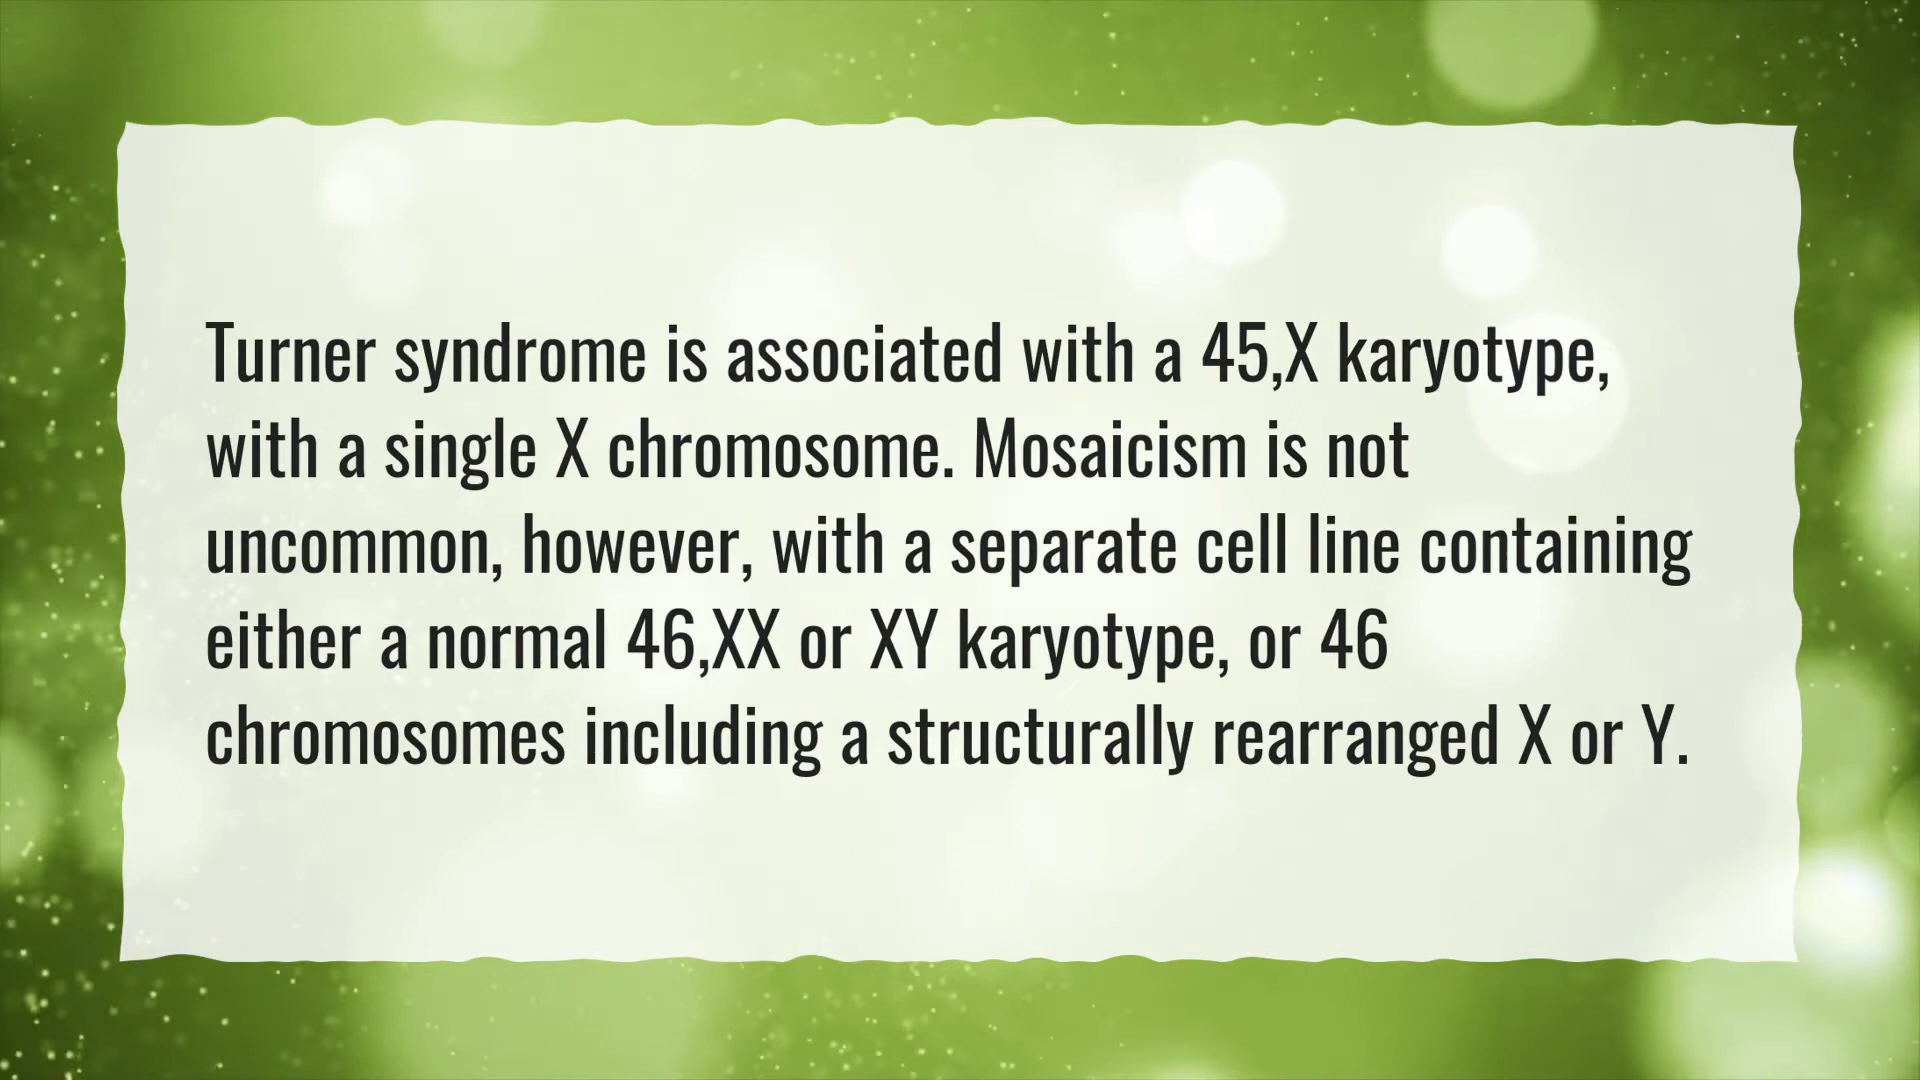 Turner syndrome is associated with a 45,X karyotype,
with a single X chromosome. Mosaicism is not
uncommon, however, with a separate cell line containing
either a normal 46,XX or XY karyotype, or 46
chromosomes including a structurally rearranged X or Y.